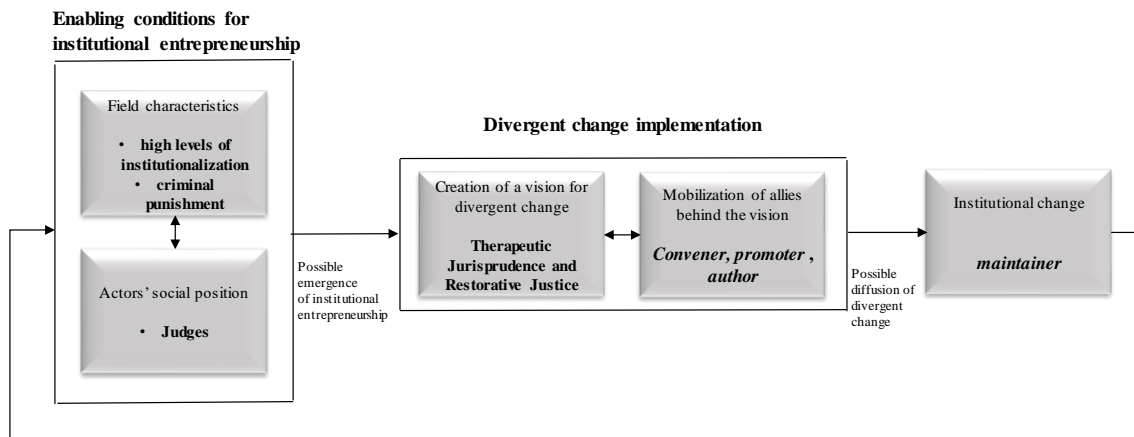 Enabling conditions for
institutional entrepreneurship
Field characteristics
• high levels of
institutionalization
• criminal
punishment
Actors' social position
• Judges
Possible
emergence
of institutional
entrepreneurship
Divergent change implementation
Creation of a vision for
divergent change
Therapeutic
Jurisprudence and
Restorative Justice
Mobilization of allies
behind the vision
Convener, promoter ,
author
Possible
diffusion of
divergent
change
Institutional change
maintainer